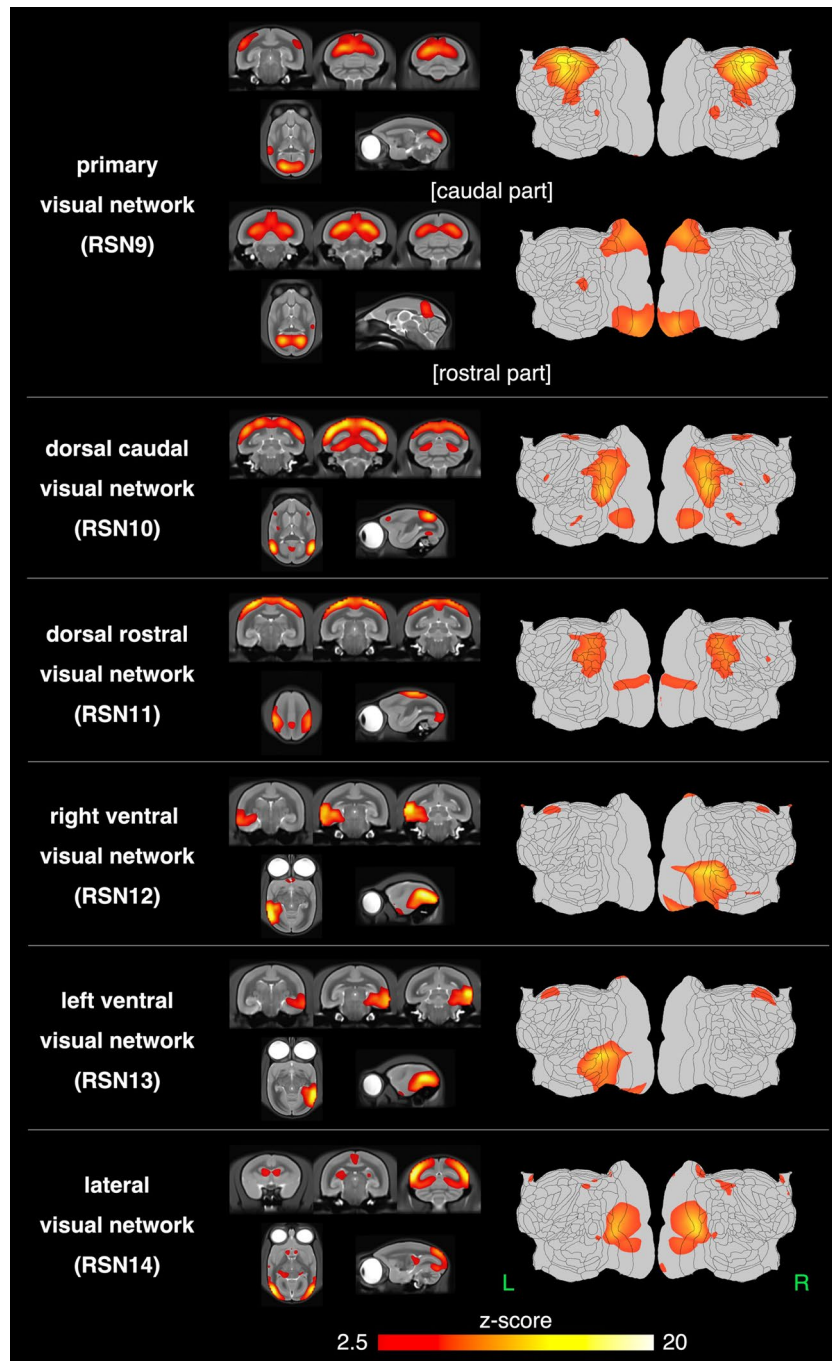 primary
visual network
(RSN9)
[caudal part]
[rostral part]
dorsal caudal
visual network
(RSN10)
dorsal rostral
visual network
(RSN11)
right ventral
visual network
(RSN12)
left ventral
visual network
(RSN13)
lateral
visual network
(RSN14)
L R
z-score
2.5 20